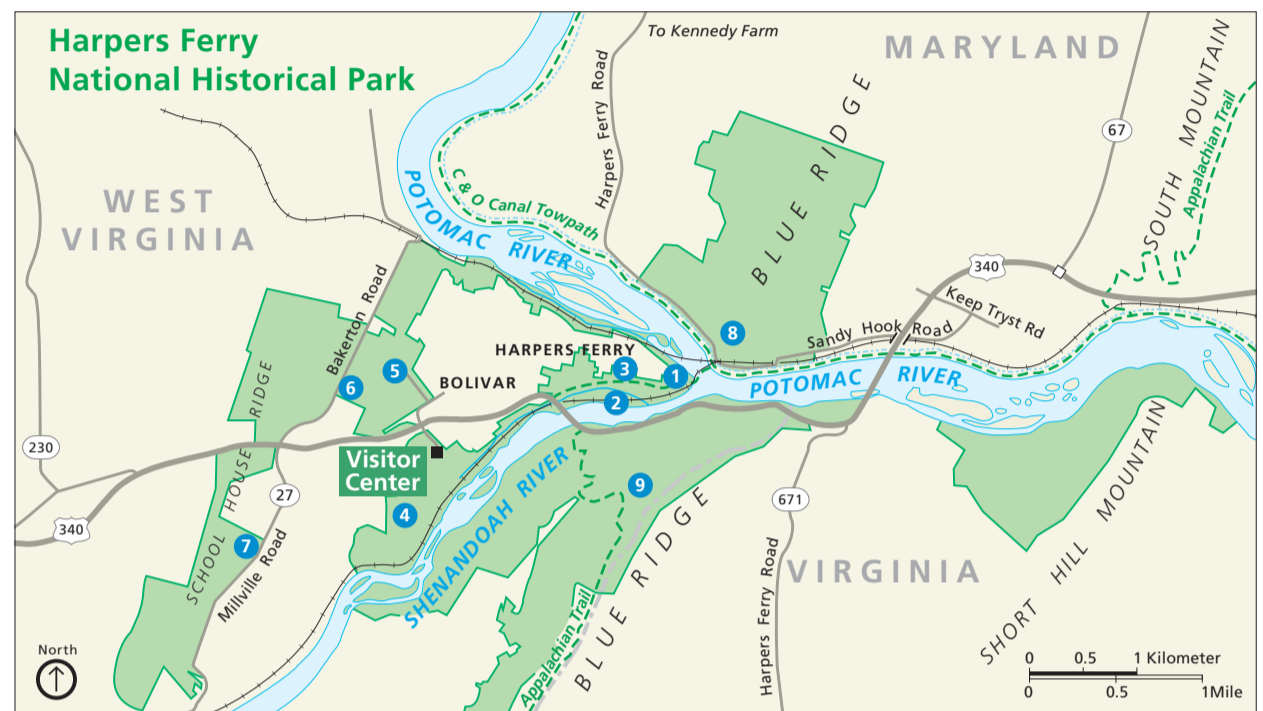 Harpers Ferry
National Historical Park
To Kennedy Farm
MARYLAND
Harpers Ferry Road
BLUE RIDGE
67
SOUTH MOUNTAIN
Appalachian Trail
WEST
VIRGINIA
C & O Canal Towpath
POTOMAC RIVER
340
Keep Tryst Rd
Sandy Hook Road
8
Bakerton Road
HARPERS FERRY
3
1
5
BOLIVAR
6
2
POTOMAC RIVER
230
Visitor
Center
SCHOOL HOUSE RIDGE
27
4
9
340
7
Millville Road
SHENANDOAH RIVER
Appalachian Trail
BLUE RIDGE
671
Harpers Ferry Road
VIRGINIA
SHORT HILL MOUNTAIN
North
0 0.5 1 Kilometer
0 0.5 1 Mile